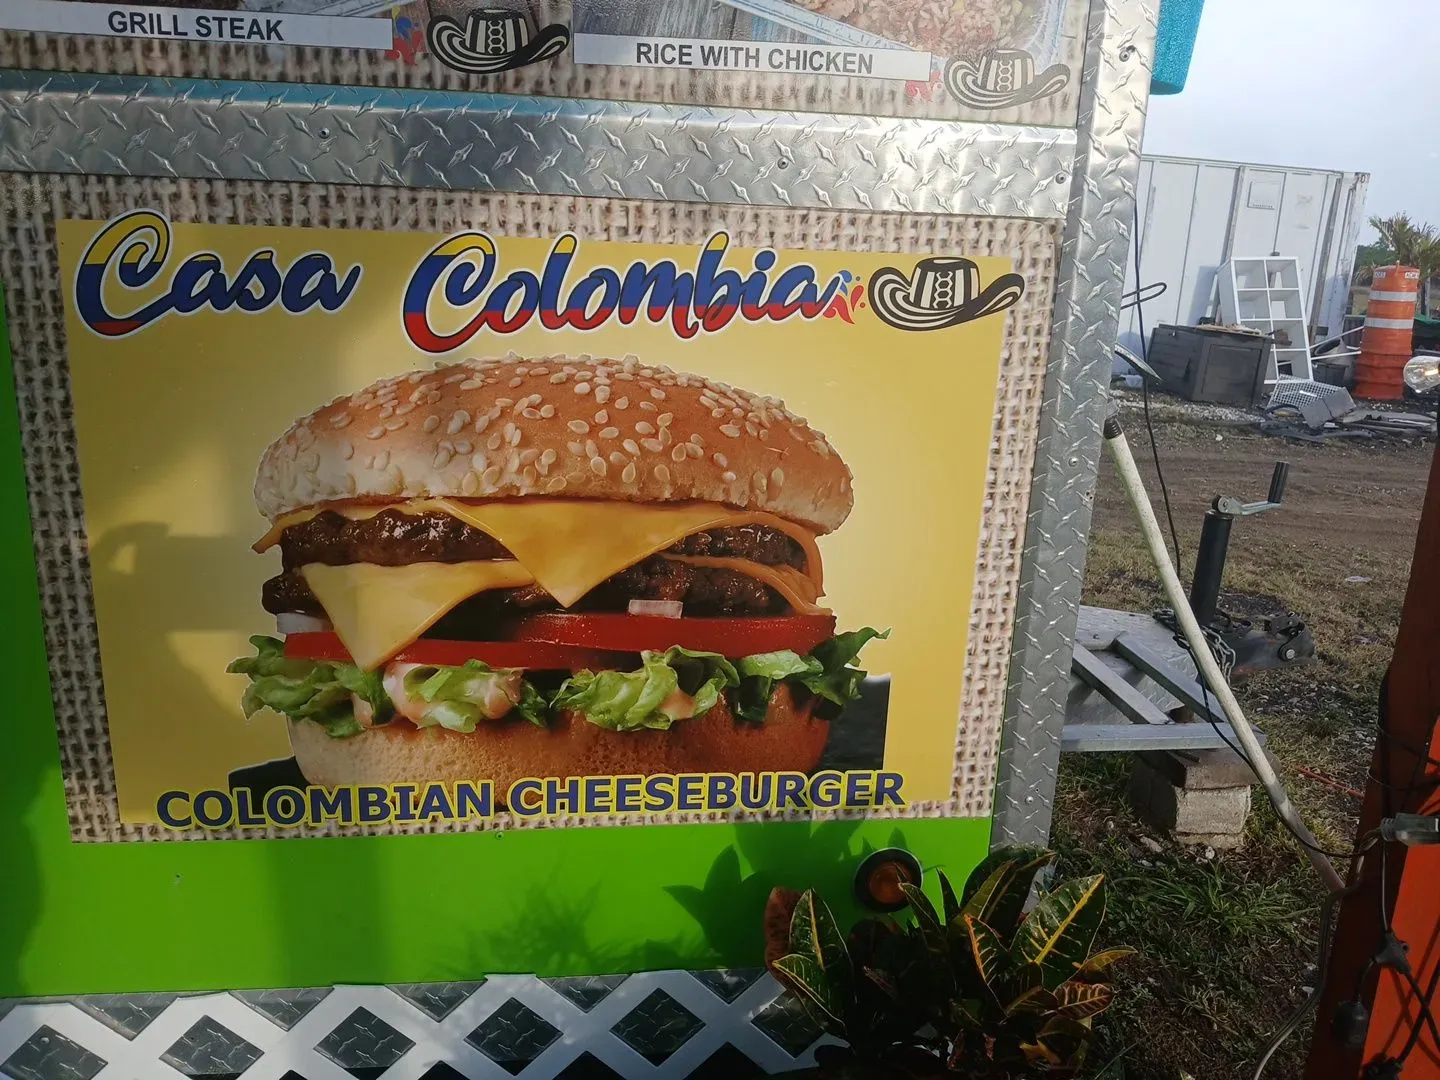 GRILL STEAK
RICE WITH CHICKEN
Casa Colombia
COLOMBIAN CHEESEBURGER